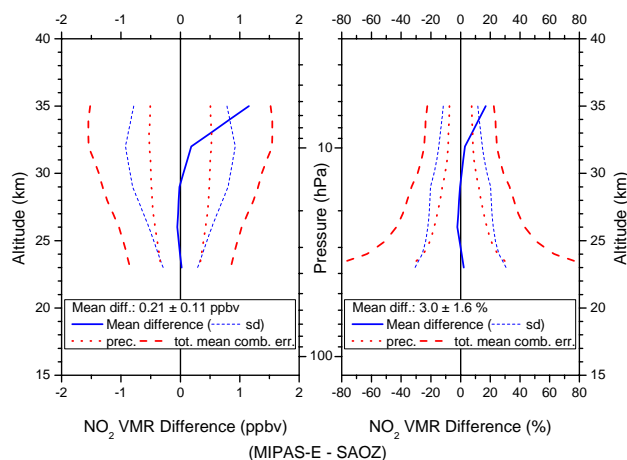 -2 -1 0 1 2
-80 -60 -40 -20 0 20 40 60 80
40
35
30
25
20
15
Altitude (km)
10
100
Pressure (hPa)
40
35
30
25
20
15
Altitude (km)
Mean diff.: 0.21 ± 0.11 ppbv
Mean difference ( sd)
prec. tot. mean comb. err.
Mean diff.: 3.0 ± 1.6 %
Mean difference ( sd)
prec. tot. mean comb. err.
-2 -1 0 1 2
-80 -60 -40 -20 0 20 40 60 80
NO₂ VMR Difference (ppbv)
NO₂ VMR Difference (%)
(MIPAS-E - SAOZ)